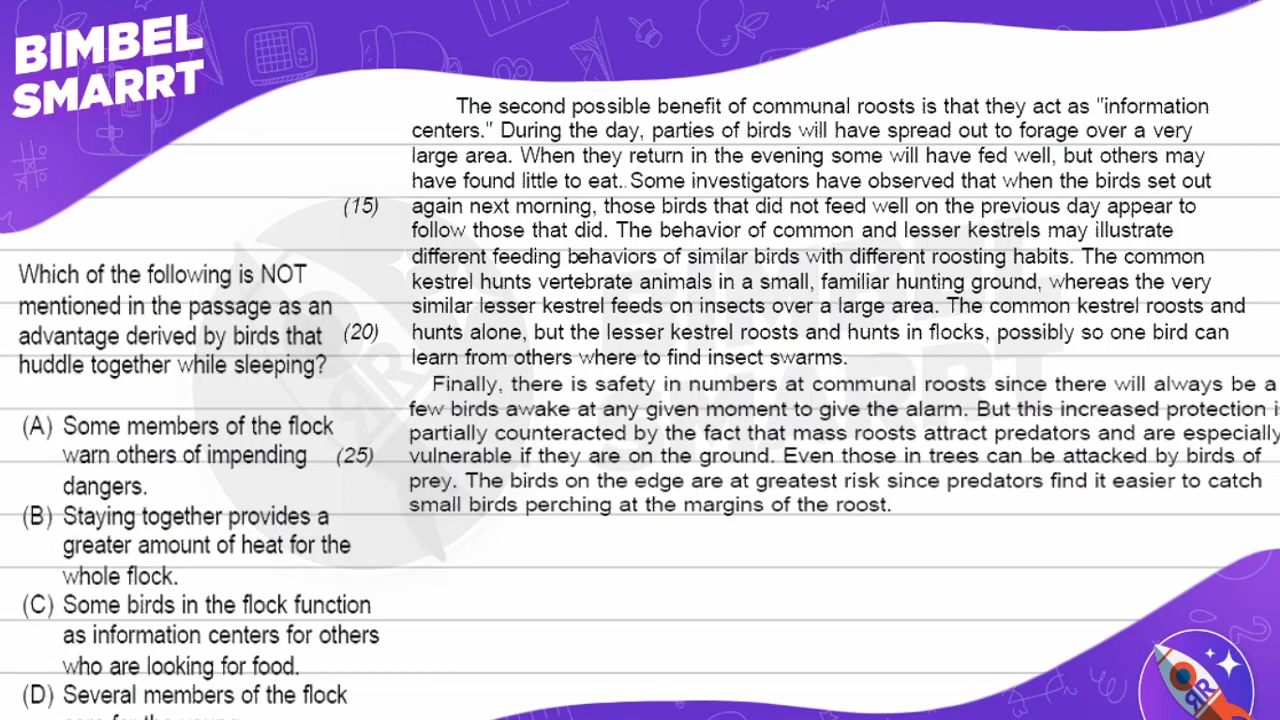 BIMBEL
SMARRT
The second possible benefit of communal roosts is that they act as "information
centers." During the day, parties of birds will have spread out to forage over a very
large area. When they return in the evening some will have fed well, but others may
have found little to eat. Some investigators have observed that when the birds set out
(15) again next morning, those birds that did not feed well on the previous day appear to
follow those that did. The behavior of common and lesser kestrels may illustrate
different feeding behaviors of similar birds with different roosting habits. The common
kestrel hunts vertebrate animals in a small, familiar hunting ground, whereas the very
similar lesser kestrel feeds on insects over a large area. The common kestrel roosts and
(20) hunts alone, but the lesser kestrel roosts and hunts in flocks, possibly so one bird can
learn from others where to find insect swarms.
Finally, there is safety in numbers at communal roosts since there will always be a
few birds awake at any given moment to give the alarm. But this increased protection
partially counteracted by the fact that mass roosts attract predators and are especially
(25) vulnerable if they are on the ground. Even those in trees can be attacked by birds of
prey. The birds on the edge are at greatest risk since predators find it easier to catch
small birds perching at the margins of the roost.
Which of the following is NOT
mentioned in the passage as an
advantage derived by birds that
huddle together while sleeping?
(A) Some members of the flock
warn others of impending
dangers.
(B) Staying together provides a
greater amount of heat for the
whole flock.
(C) Some birds in the flock function
as information centers for others
who are looking for food.
(D) Several members of the flock